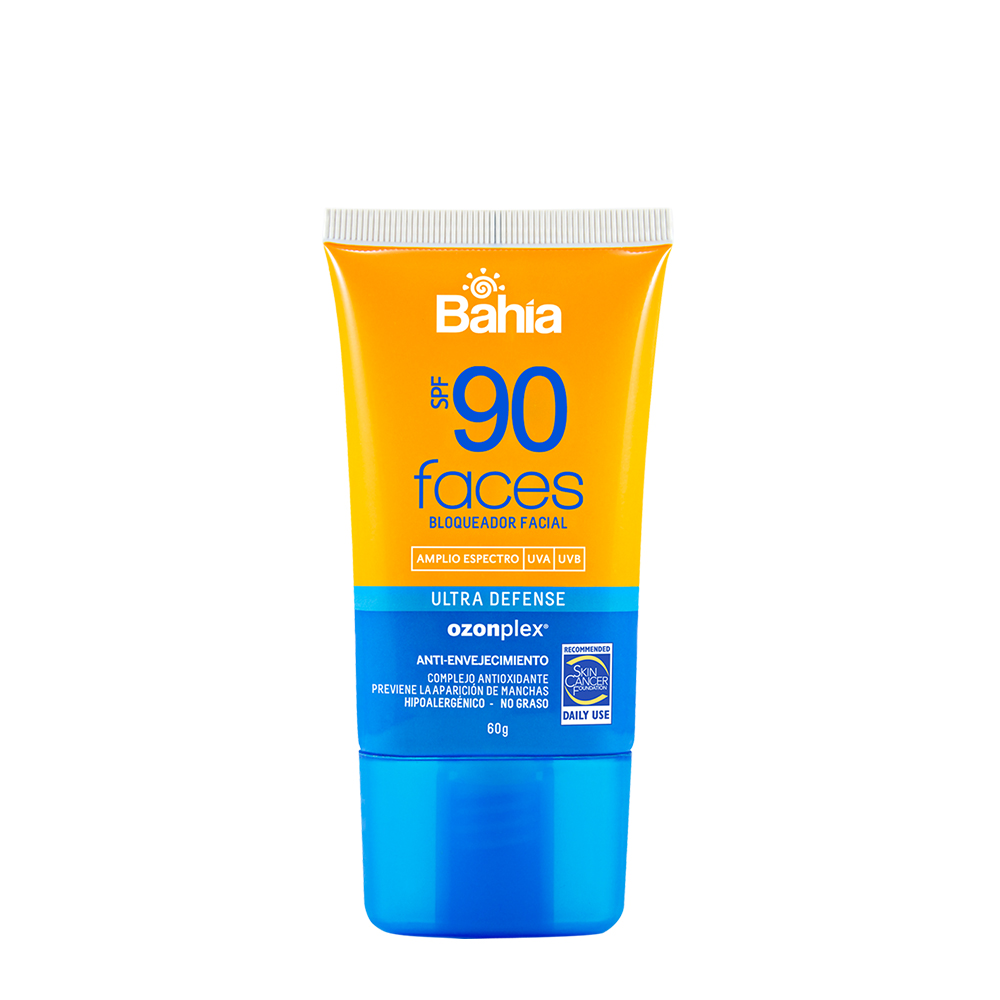 Bahía
SPF 90
faces
BLOQUEADOR FACIAL
AMPLIO ESPECTRO UVA UVB
ULTRA DEFENSE
ozonplex®
ANTI-ENVEJECIMIENTO
COMPLEJO ANTIOXIDANTE
PREVIENE LA APARICIÓN DE MANCHAS
HIPOALERGÉNICO - NO GRASO
60g
RECOMMENDED
SKIN
CANCER
FOUNDATION
DAILY USE